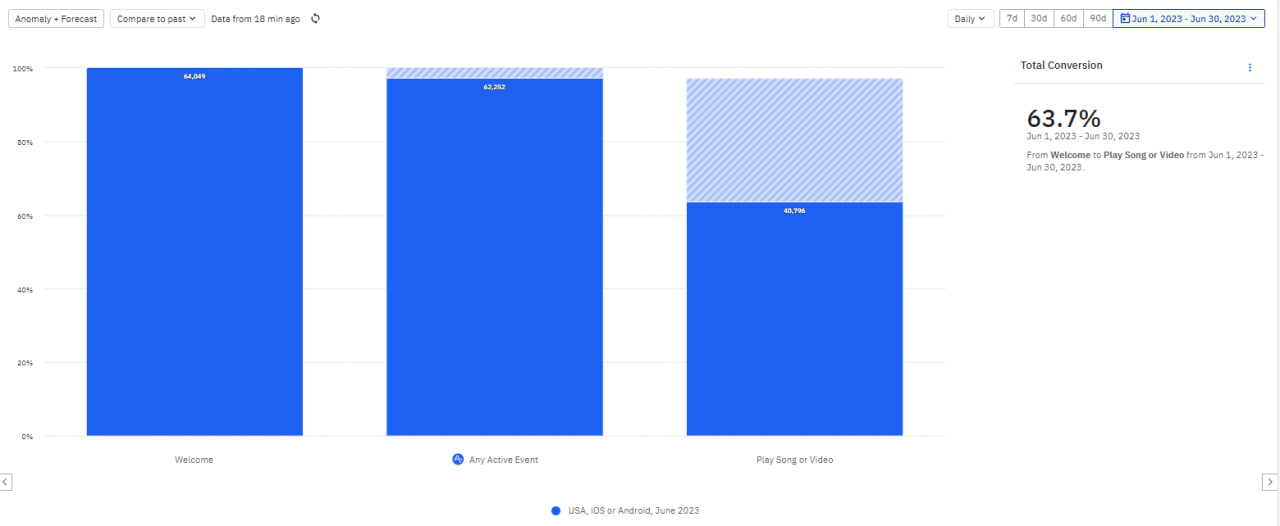 Anomaly + Forecast
Compare to past
Data from 18 min ago
Daily
7d
30d
60d
90d
Jun 1, 2023 - Jun 30, 2023
100%
80%
60%
40%
20%
0%
64,049
62,252
40,796
Welcome
Any Active Event
Play Song or Video
USA, iOS or Android, June 2023
Total Conversion
63.7%
Jun 1, 2023 - Jun 30, 2023
From Welcome to Play Song or Video from Jun 1, 2023 -
Jun 30, 2023.